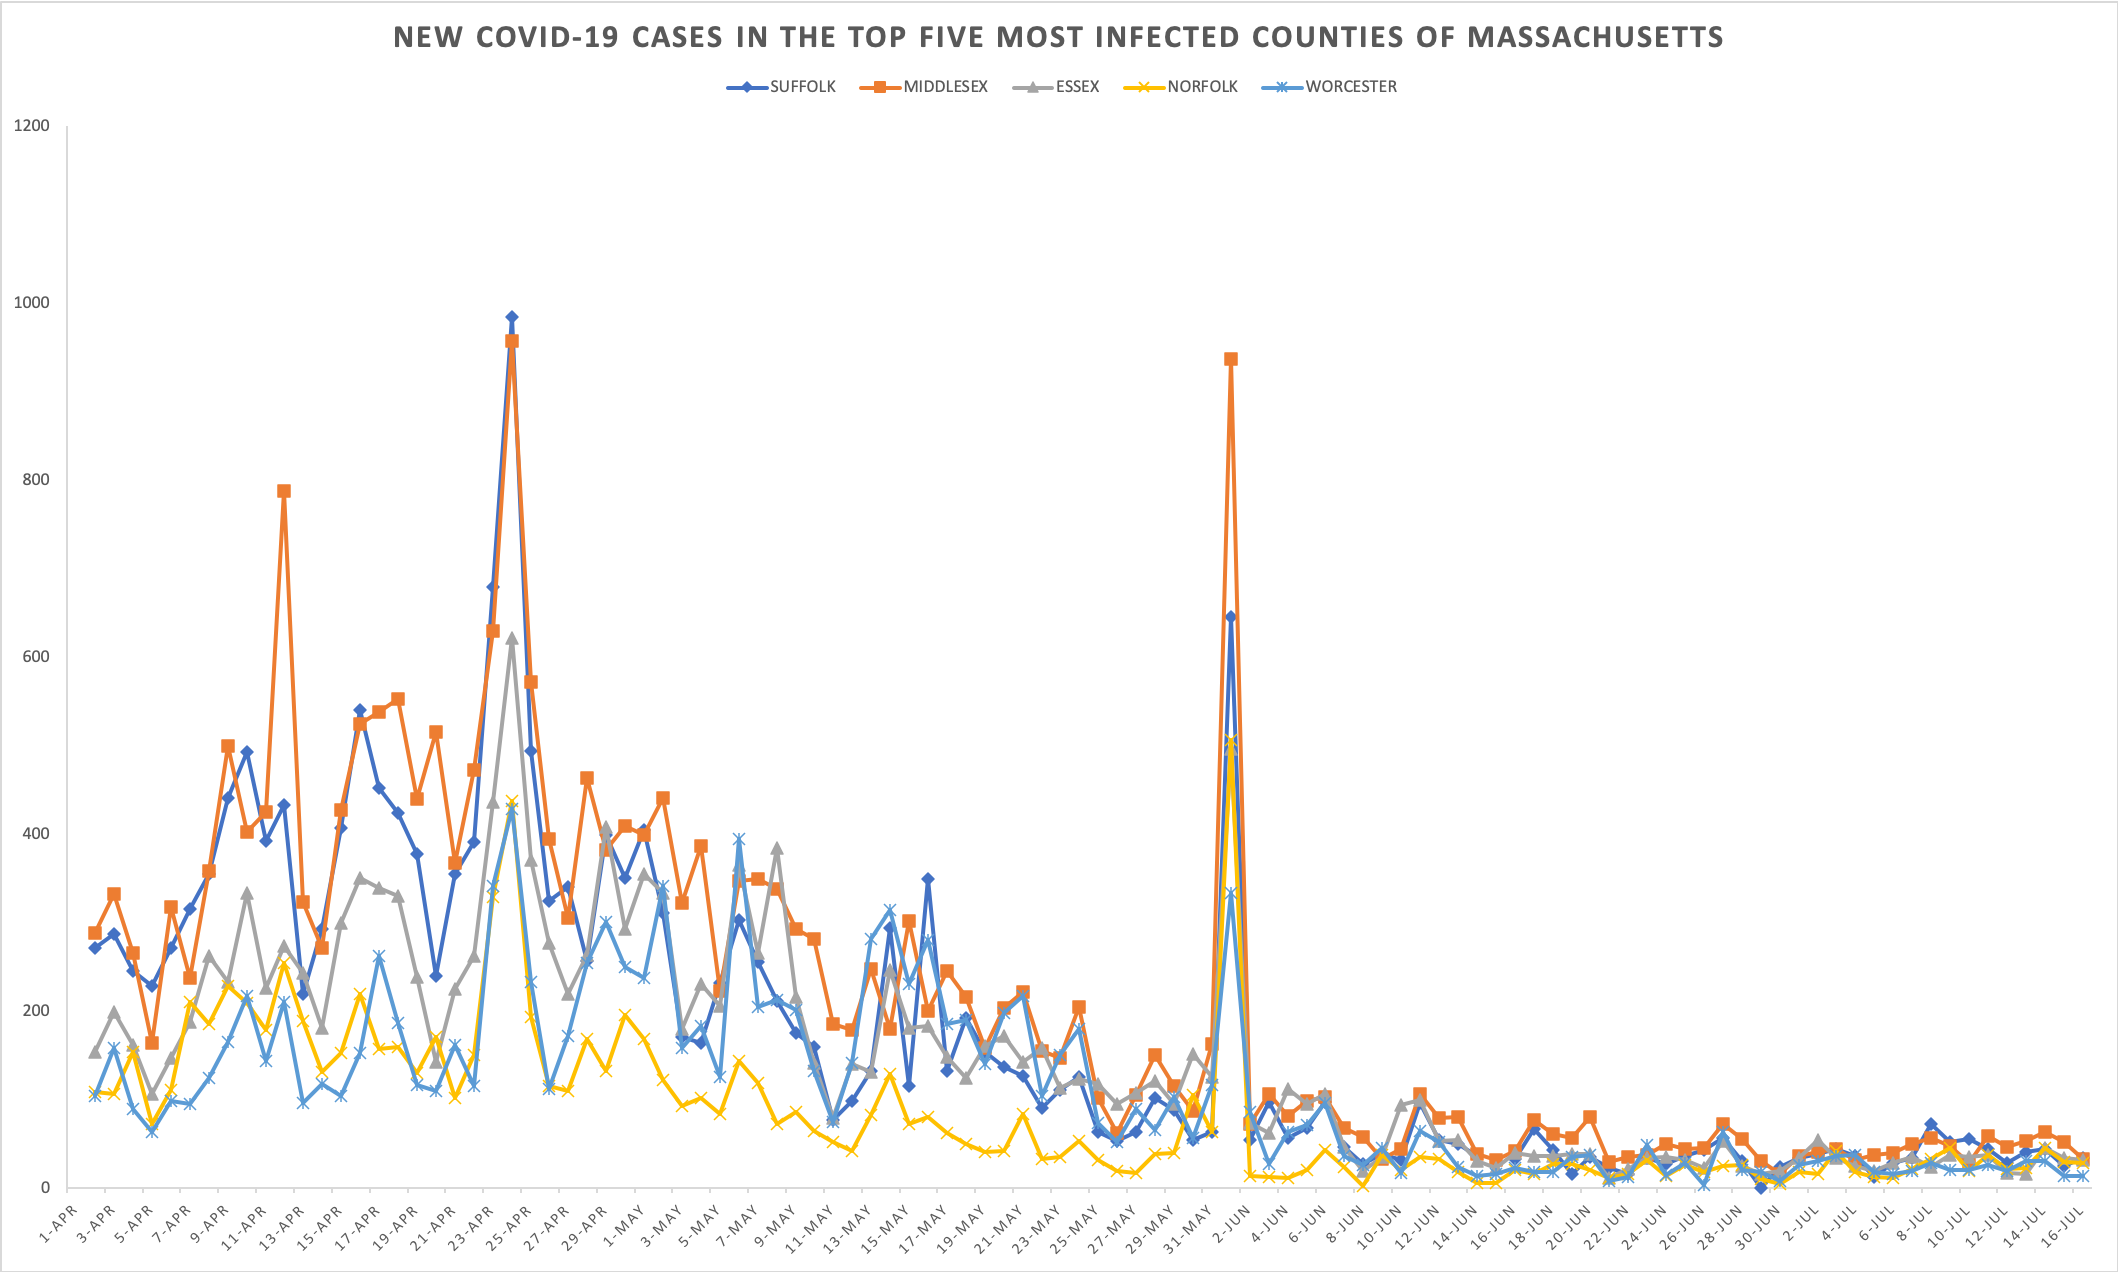 NEW COVID-19 CASES IN THE TOP FIVE MOST INFECTED COUNTIES OF MASSACHUSETTS
SUFFOLK MIDDLESEX ESSEX NORFOLK WORCESTER
1200
1000
800
600
400
200
0
1-APR 3-APR 5-APR 7-APR 9-APR 11-APR 13-APR 15-APR 17-APR 19-APR 21-APR 23-APR 25-APR 27-APR 29-APR 1-MAY 3-MAY 5-MAY 7-MAY 9-MAY 11-MAY 13-MAY 15-MAY 17-MAY 19-MAY 21-MAY 23-MAY 25-MAY 27-MAY 29-MAY 31-MAY 2-JUN 4-JUN 6-JUN 8-JUN 10-JUN 12-JUN 14-JUN 16-JUN 18-JUN 20-JUN 22-JUN 24-JUN 26-JUN 28-JUN 30-JUN 2-JUL 4-JUL 6-JUL 8-JUL 10-JUL 12-JUL 14-JUL 16-JUL